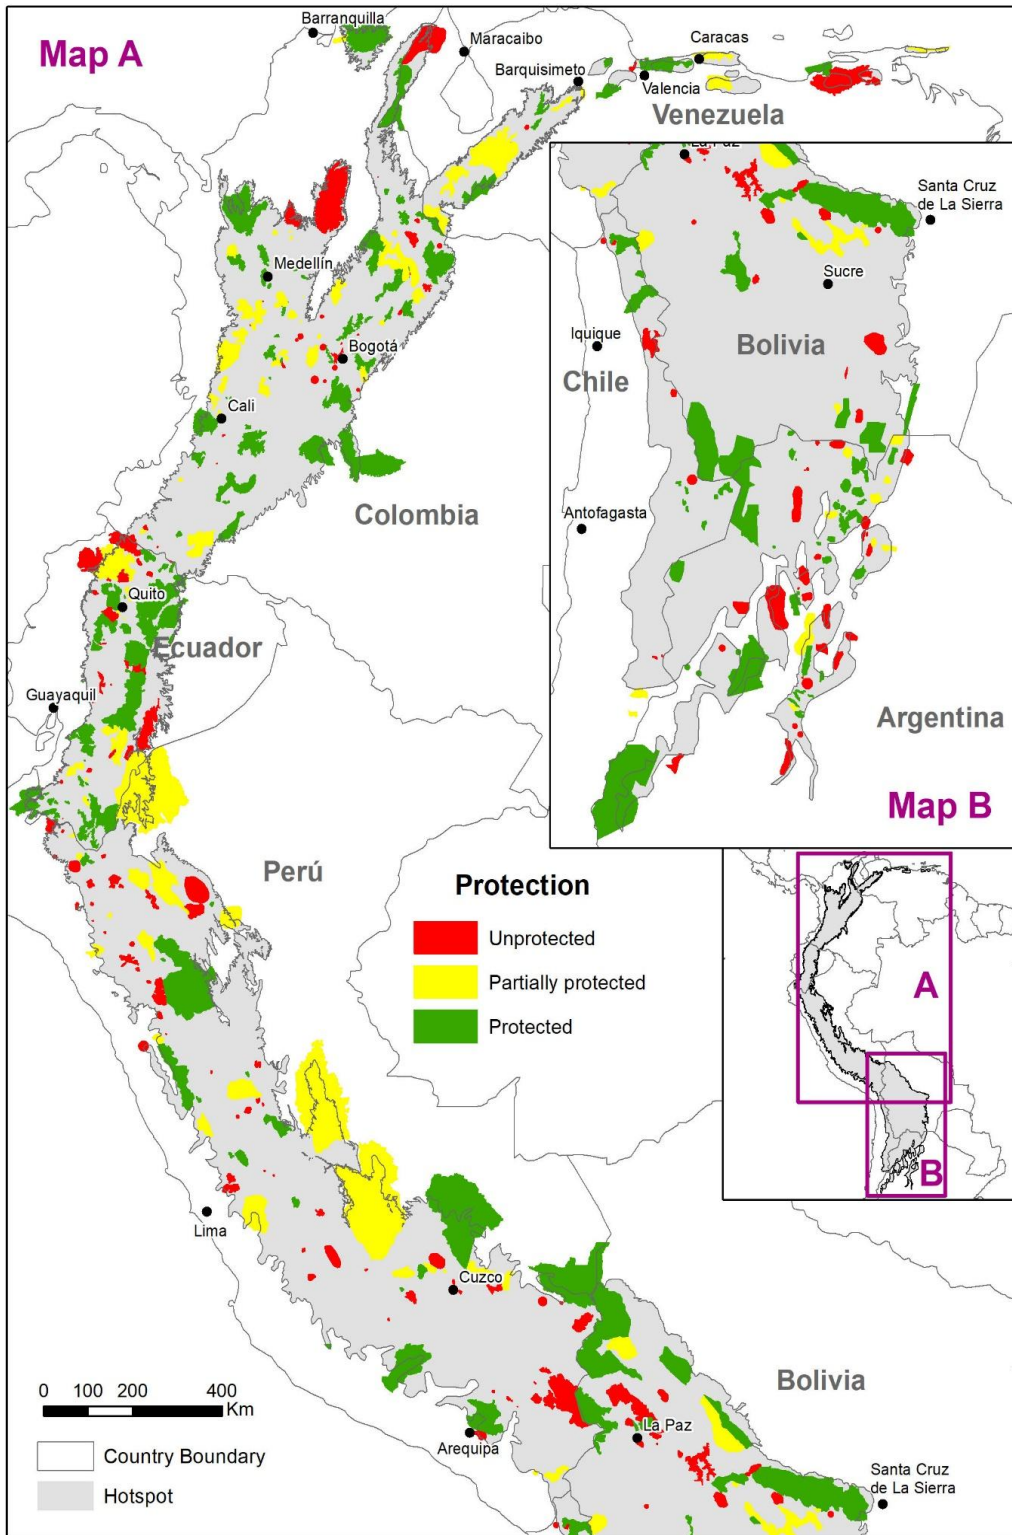 Map A
Barranquilla
Maracaibo
Caracas
Barquisimeto
Valencia
Venezuela
Medellín
Bogotá
Cali
Colombia
Quito
Ecuador
Guayaquil
Perú
Lima
Cuzco
Arequipa
La Paz
Bolivia
Santa Cruz
de La Sierra
La Paz
Santa Cruz
de La Sierra
Sucre
Iquique
Bolivia
Chile
Antofagasta
Argentina
Map B
Protection
Unprotected
Partially protected
Protected
A
B
0 100 200 400
Km
Country Boundary
Hotspot